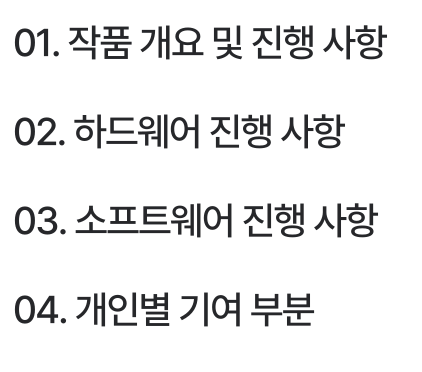 01. 작품 개요 및 진행 사항
02. 하드웨어 진행 사항
03. 소프트웨어 진행 사항
04. 개인별 기여 부분